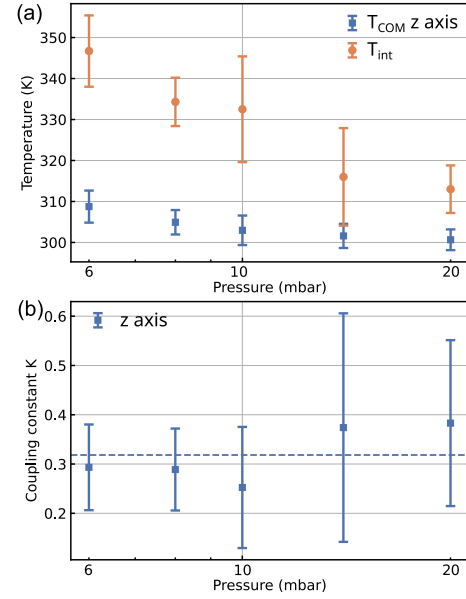 (a)
T_COM z axis
T_int
350
340
330
320
310
300
Temperature (K)
6
10
20
Pressure (mbar)
(b)
z axis
0.6
0.5
0.4
0.3
0.2
Coupling constant K
6
10
20
Pressure (mbar)